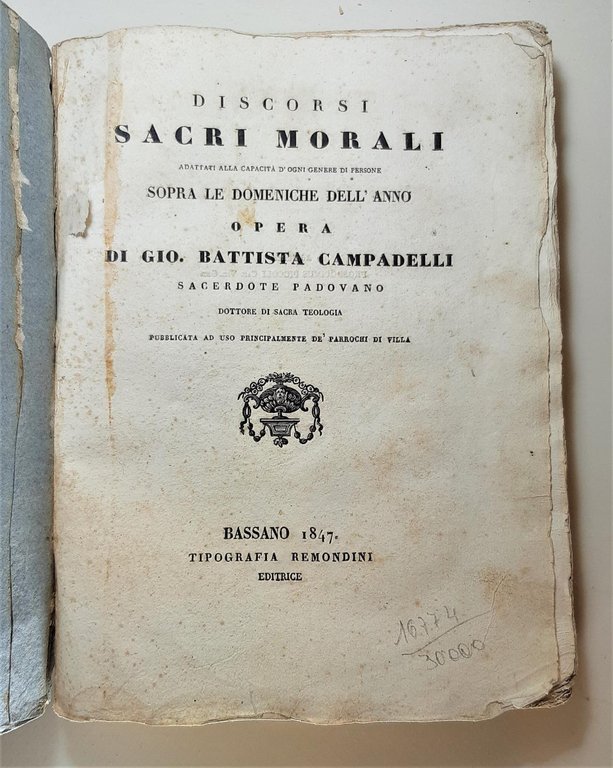 DISCORSI
SACRI MORALI
ADATTATI ALLA CAPACITÀ D'OGNI GENERE DI PERSONE
SOPRA LE DOMENICHE DELL'ANNO
OPERA
DI GIO. BATTISTA CAMPADELLI
SACERDOTE PADOVANO
DOTTORE DI SACRA TEOLOGIA
PUBBLICATA AD USO PRINCIPALMENTE DE' PARROCHI DI VILLA
BASSANO 1847.
TIPOGRAFIA REMONDINI
EDITRICE
16774
30000